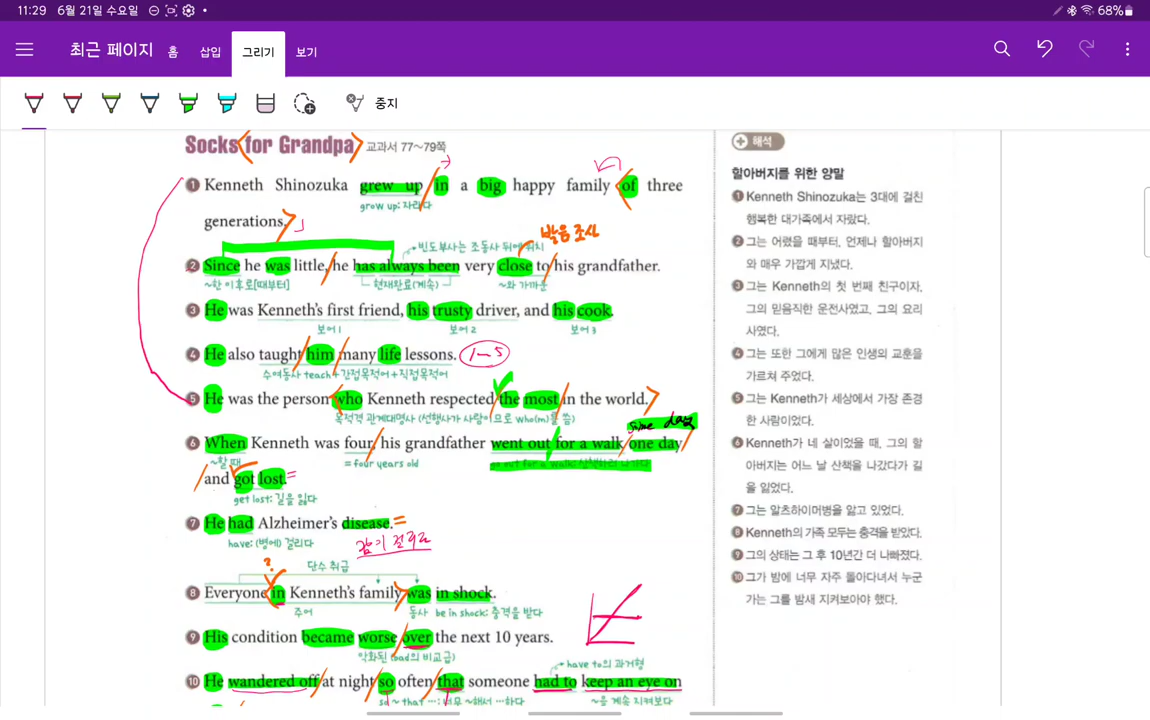 11:29 6월 21일 수요일
68%
최근 페이지 홈 삽입 그리기 보기
중지
Socks for Grandpa 교과서 77~79쪽
1 Kenneth Shinozuka grew up in a big happy family of three
grow up: 자라다
generations.
발음 조사
빈도부사는 조동사 뒤에 위치
2 Since he was little, he has always been very close to his grandfather.
~한 이후로[때부터] 현재완료(계속) ~와 가까운
3 He was Kenneth's first friend, his trusty driver, and his cook.
보어 1 보어 2 보어 3
4 He also taught him many life lessons. 1-5
수여동사 teach+간접목적어+직접목적어
5 He was the person who Kenneth respected the most in the world.
목적격 관계대명사 (선행사가 사람이므로 who(m)을 씀)
some day
6 When Kenneth was four, his grandfather went out for a walk one day
~할 때 = four years old go out for a walk: 산책하러 나가다
and got lost. =
get lost: 길을 잃다
7 He had Alzheimer's disease. =
have: (병에) 걸리다
?
단수 취급
8 Everyone in Kenneth's family was in shock.
주어 동사 be in shock: 충격을 받다
9 His condition became worse over the next 10 years.
악화된 (bad의 비교급)
have to의 과거형
10 He wandered off at night so often that someone had to keep an eye on
so ~ that ...: 너무 ~해서 …하다 ~을 계속 지켜보다
해석
할아버지를 위한 양말
1 Kenneth Shinozuka는 3대에 걸친
행복한 대가족에서 자랐다.
2 그는 어렸을 때부터, 언제나 할아버지
와 매우 가깝게 지냈다.
3 그는 Kenneth의 첫 번째 친구이자,
그의 믿음직한 운전사였고, 그의 요리
사였다.
4 그는 또한 그에게 많은 인생의 교훈을
가르쳐 주었다.
5 그는 Kenneth가 세상에서 가장 존경
한 사람이었다.
6 Kenneth가 네 살이었을 때, 그의 할
아버지는 어느 날 산책을 나갔다가 길
을 잃었다.
7 그는 알츠하이머병을 앓고 있었다.
8 Kenneth의 가족 모두는 충격을 받았다.
9 그의 상태는 그 후 10년간 더 나빠졌다.
10 그가 밤에 너무 자주 돌아다녀서 누군
가는 그를 밤새 지켜보아야 했다.